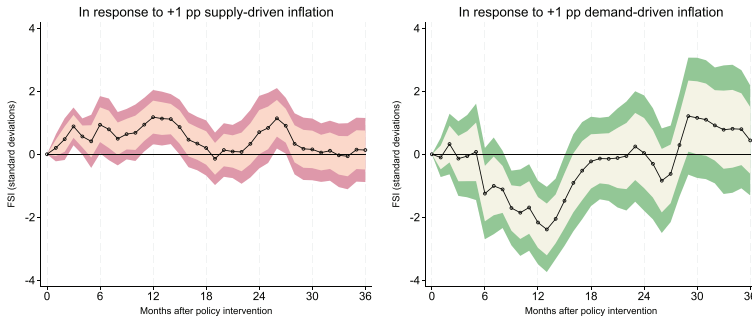 In response to +1 pp supply-driven inflation
FSI (standard deviations)
4
2
0
-2
-4
0 6 12 18 24 30 36
Months after policy intervention
In response to +1 pp demand-driven inflation
FSI (standard deviations)
4
2
0
-2
-4
0 6 12 18 24 30 36
Months after policy intervention